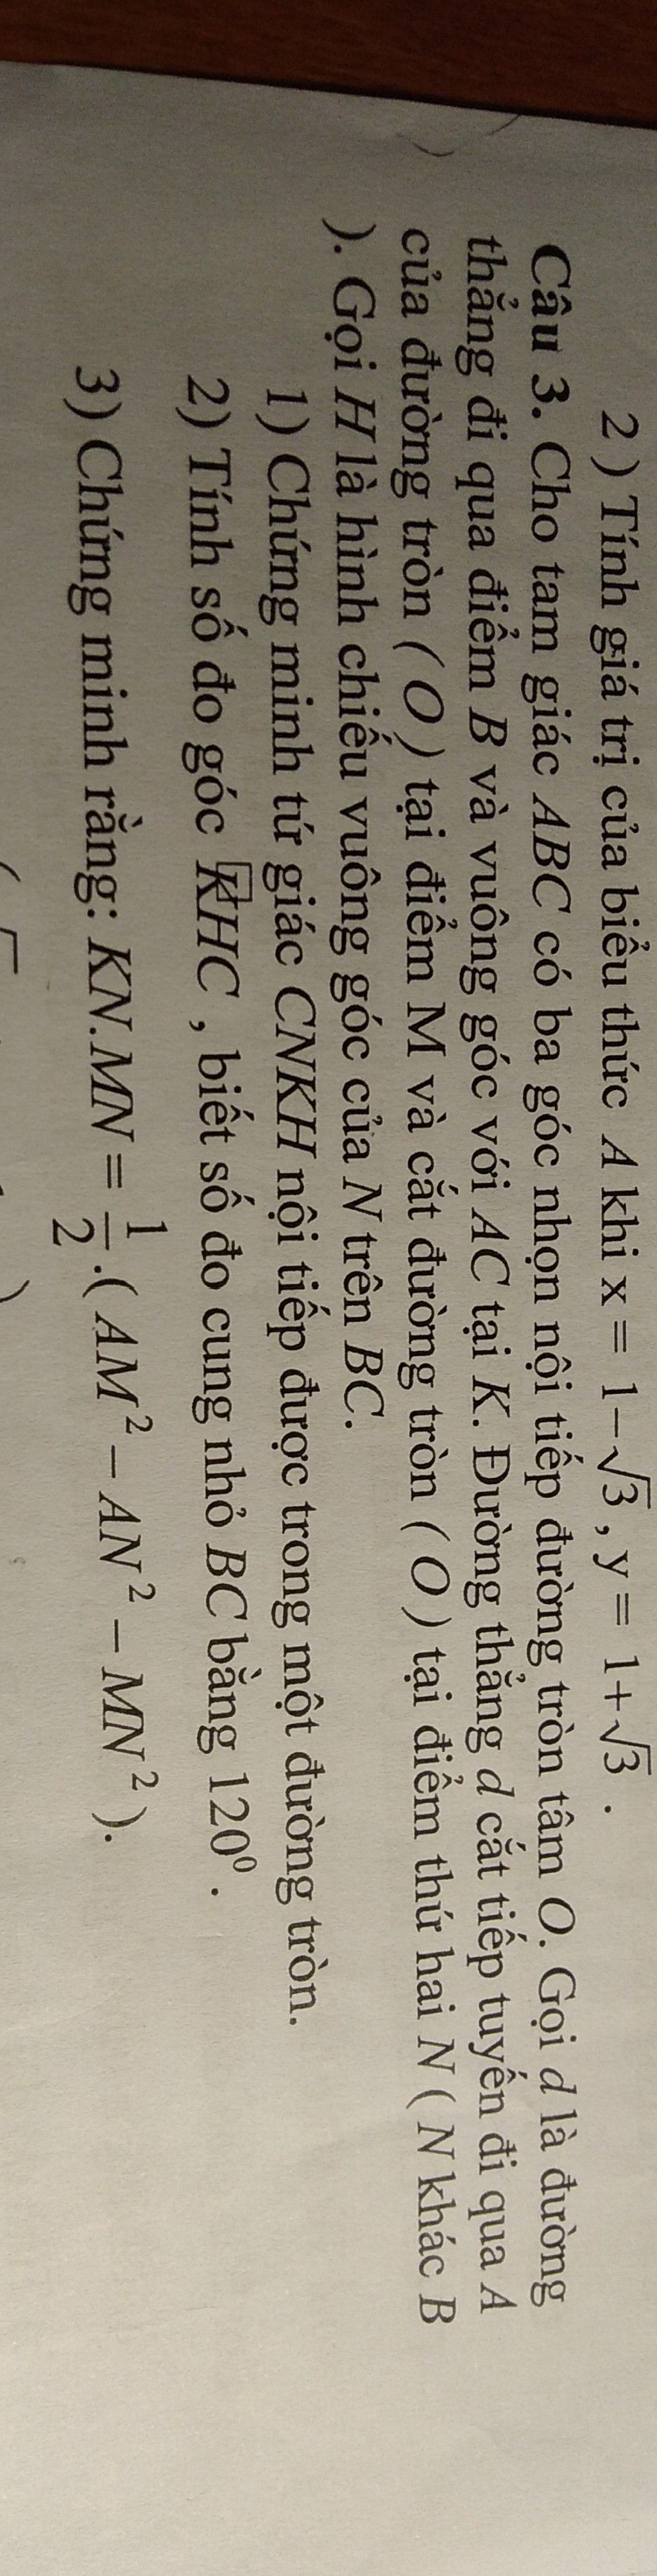 2 ) Tính giá trị của biểu thức A khi x = 1−√3 , y = 1+√3 .
Câu 3. Cho tam giác ABC có ba góc nhọn nội tiếp đường tròn tâm O. Gọi d là đường
thẳng đi qua điểm B và vuông góc với AC tại K. Đường thẳng d cắt tiếp tuyến đi qua A
của đường tròn ( O ) tại điểm M và cắt đường tròn ( O ) tại điểm thứ hai N ( N khác B
). Gọi H là hình chiếu vuông góc của N trên BC.
1) Chứng minh tứ giác CNKH nội tiếp được trong một đường tròn.
2) Tính số đo góc KHC , biết số đo cung nhỏ BC bằng 120⁰ .
3) Chứng minh rằng: KN.MN = 1/2 .( AM² − AN² − MN² ).